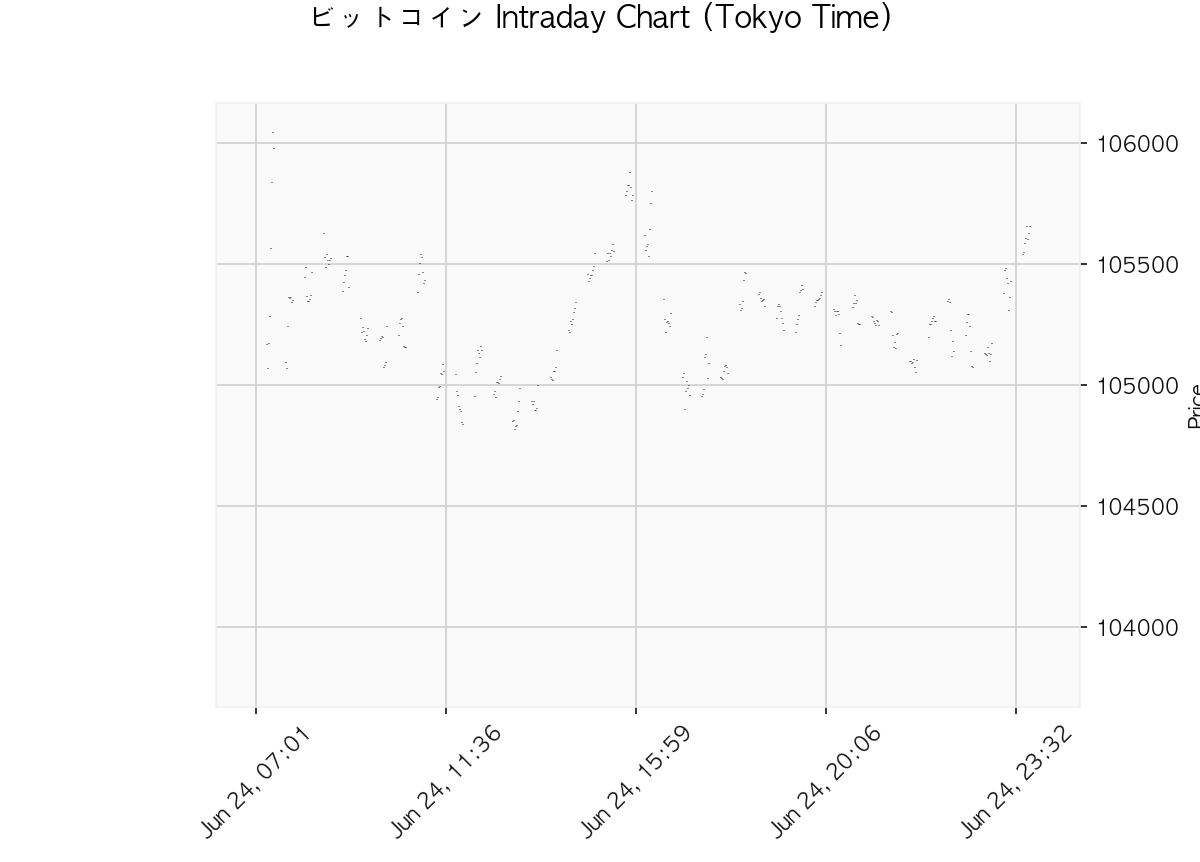 ビットコイン Intraday Chart (Tokyo Time)
106000
105500
105000
Price
104500
104000
Jun 24, 07:01
Jun 24, 11:36
Jun 24, 15:59
Jun 24, 20:06
Jun 24, 23:32